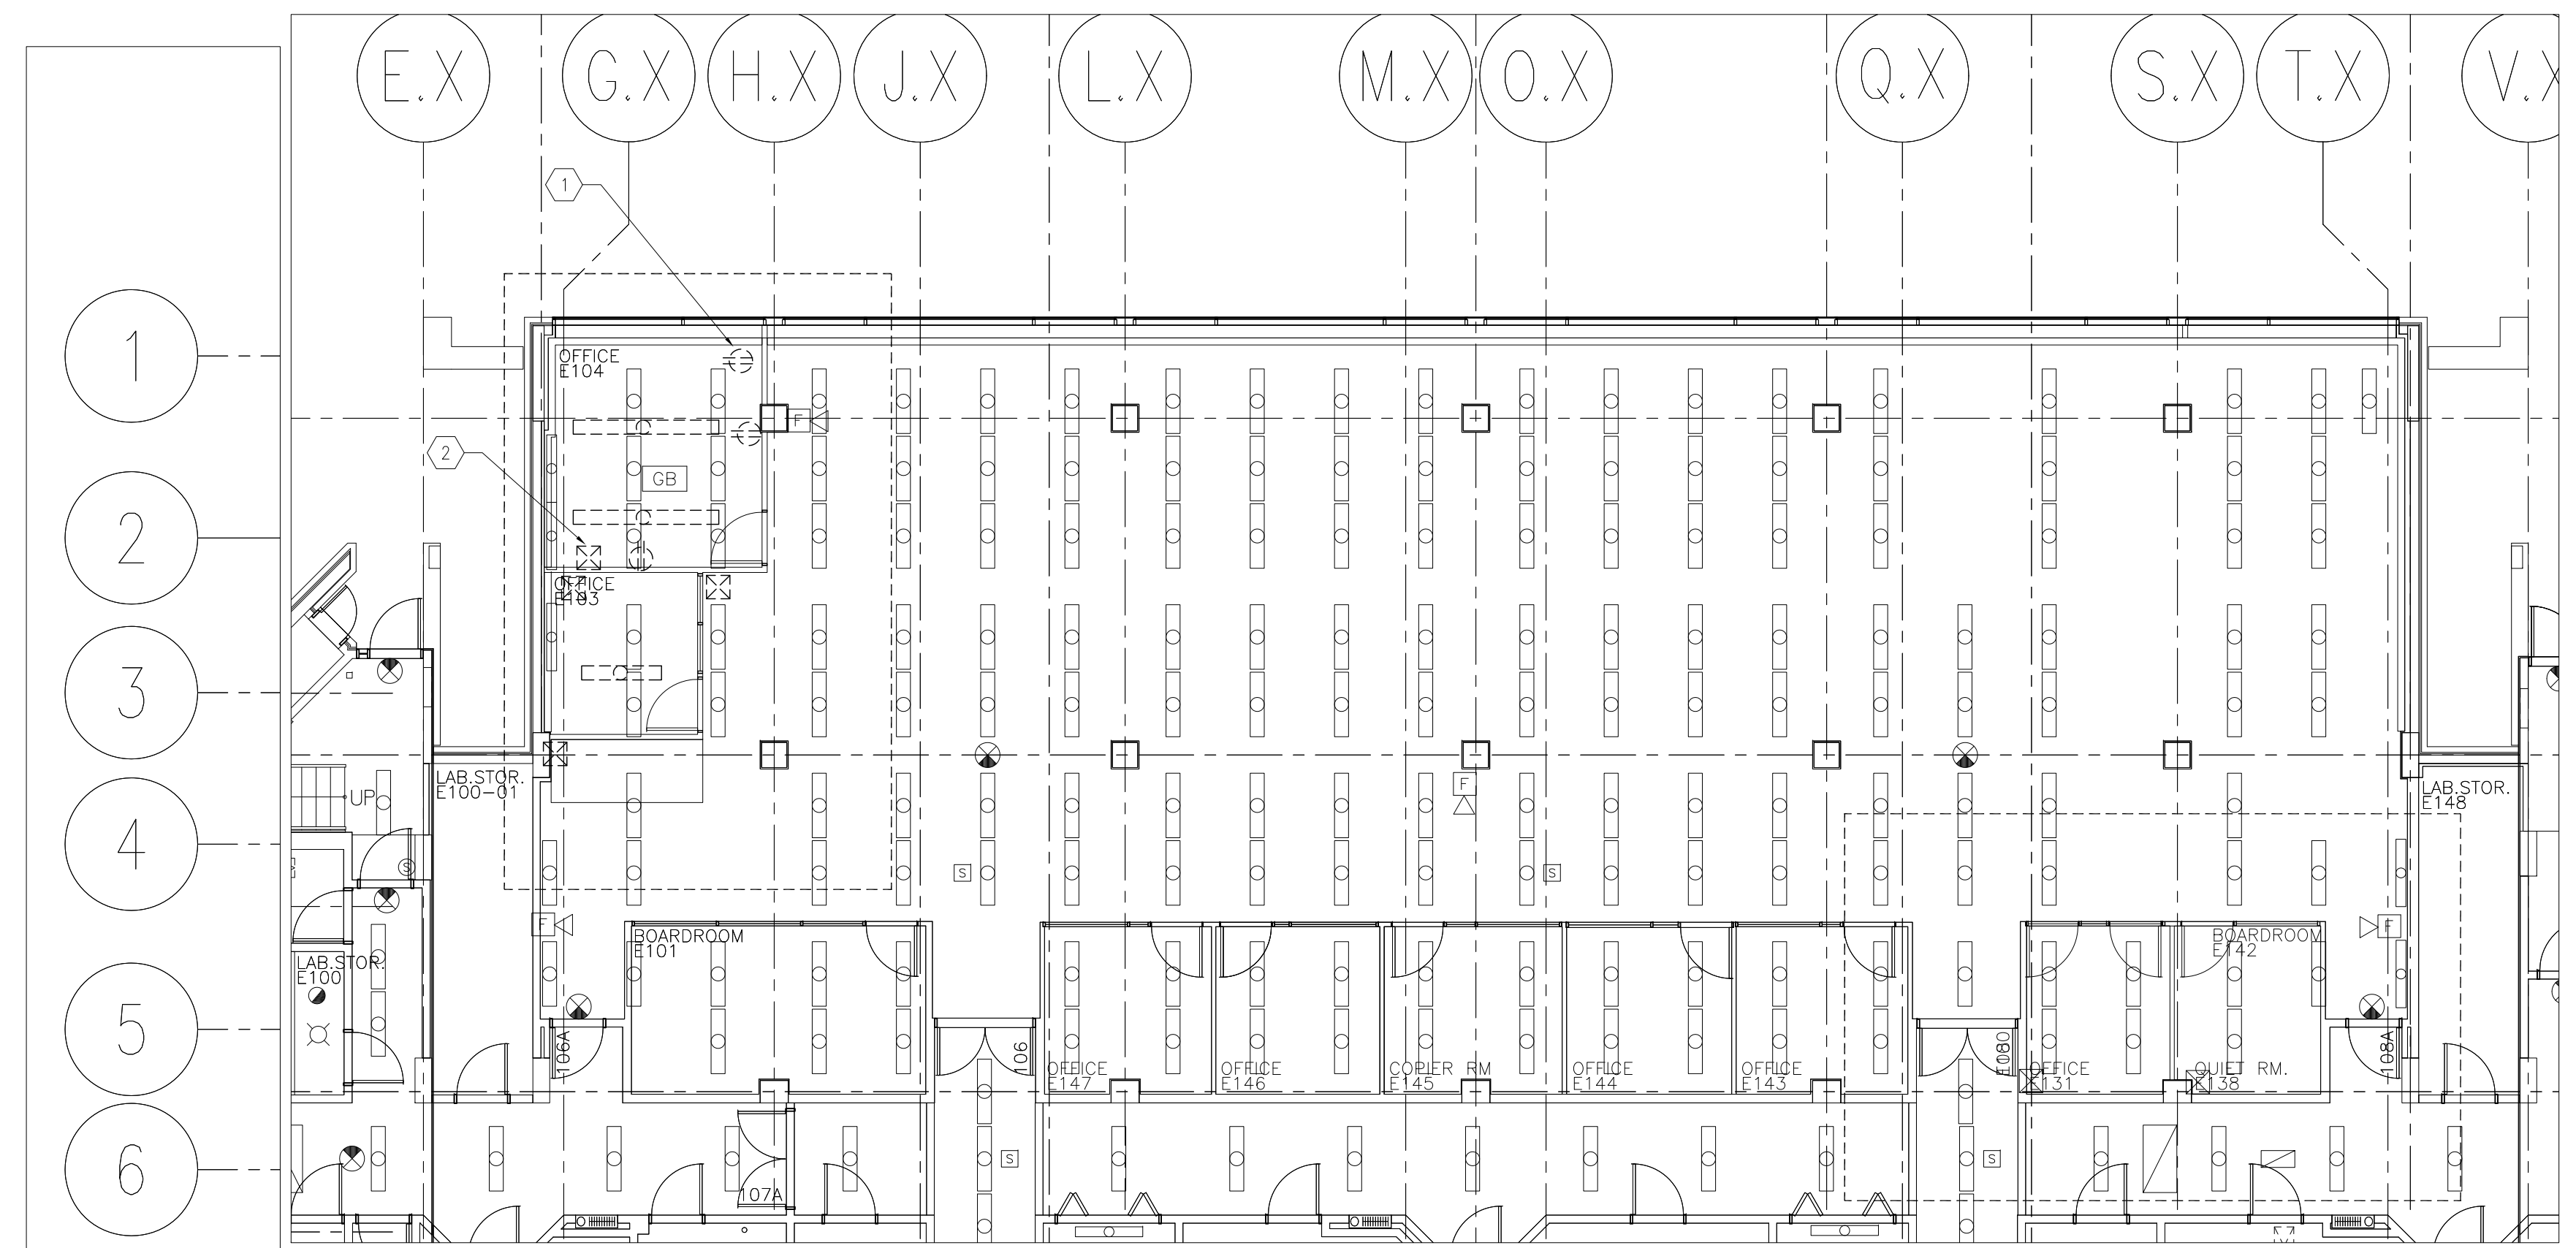 E.X
G.X
H.X
J.X
L.X
M.X
O.X
Q.X
S.X
T.X
V.X
1
1
OFFICE
E104
F
2
GB
2
OFFICE
E103
3
LAB.STOR.
E100-01
UP
F
LAB.STOR.
E148
4
S
S
S
F
BOARDROOM
E101
BOARDROOM
E142
F
LAB.STOR.
E100
5
106A
106
OFFICE
E147
OFFICE
E146
COPIER RM
E145
OFFICE
E144
OFFICE
E143
E1080
OFFICE
E131
QUIET RM.
E138
108A
6
S
S
107A